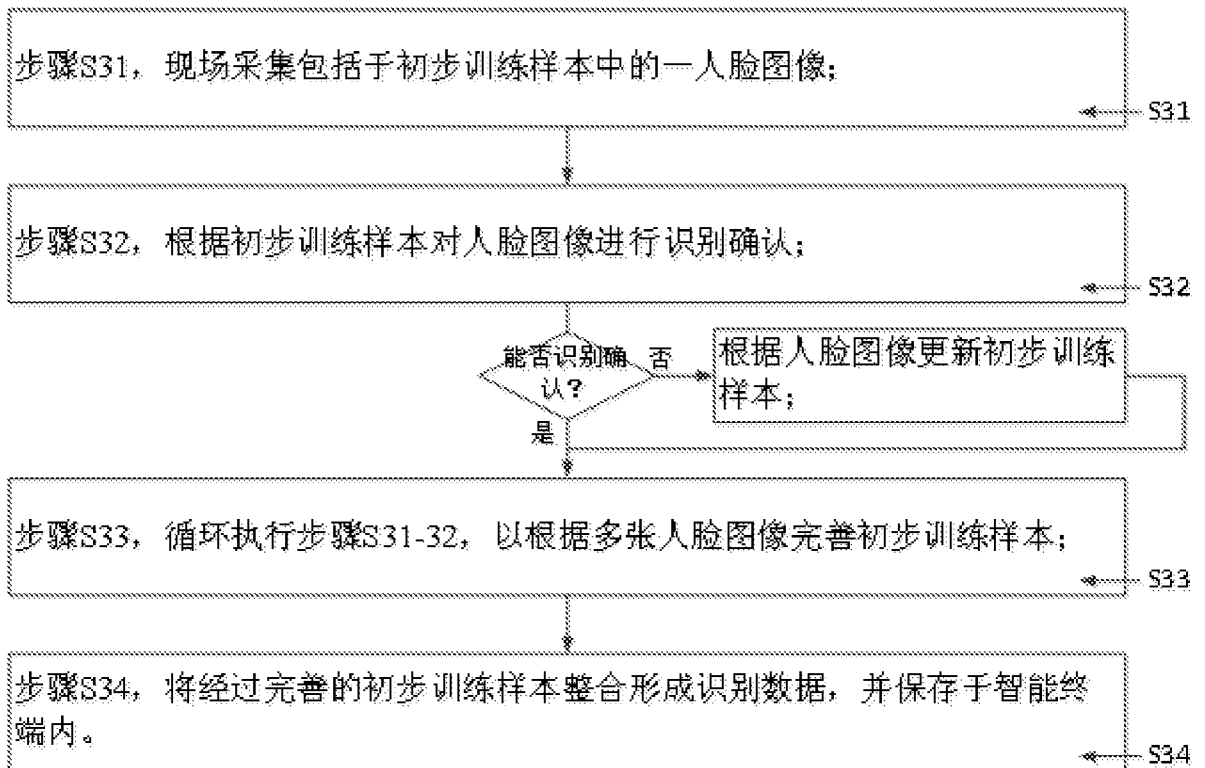 步骤S31，现场采集包括于初步训练样本中的一人脸图像；
S31
步骤S32，根据初步训练样本对人脸图像进行识别确认；
S32
能否识别确
认？
否
根据人脸图像更新初步训练
样本；
是
步骤S33，循环执行步骤S31-32，以根据多张人脸图像完善初步训练样本；
S33
步骤S34，将经过完善的初步训练样本整合形成识别数据，并保存于智能终
端内。
S34